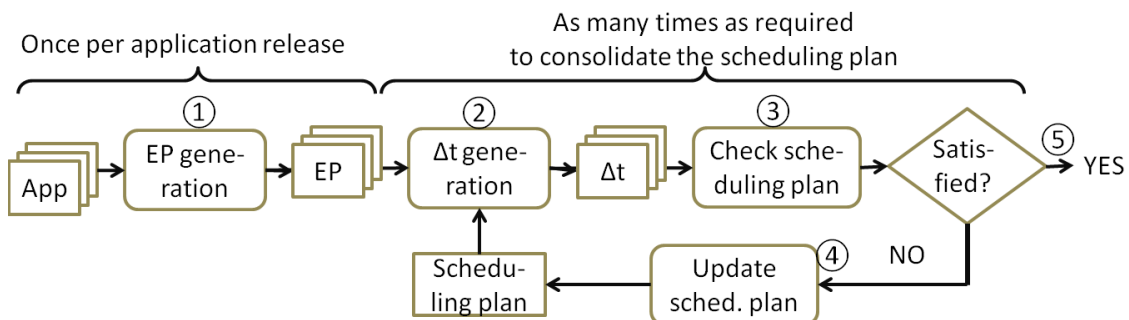 As many times as required
Once per application release
to consolidate the scheduling plan
①
②
③
App
EP gene-
ration
EP
Δt gene-
ration
Δt
Check sche-
duling plan
Satis-
fied?
⑤
YES
Schedu-
ling plan
Update
sched. plan
④
NO